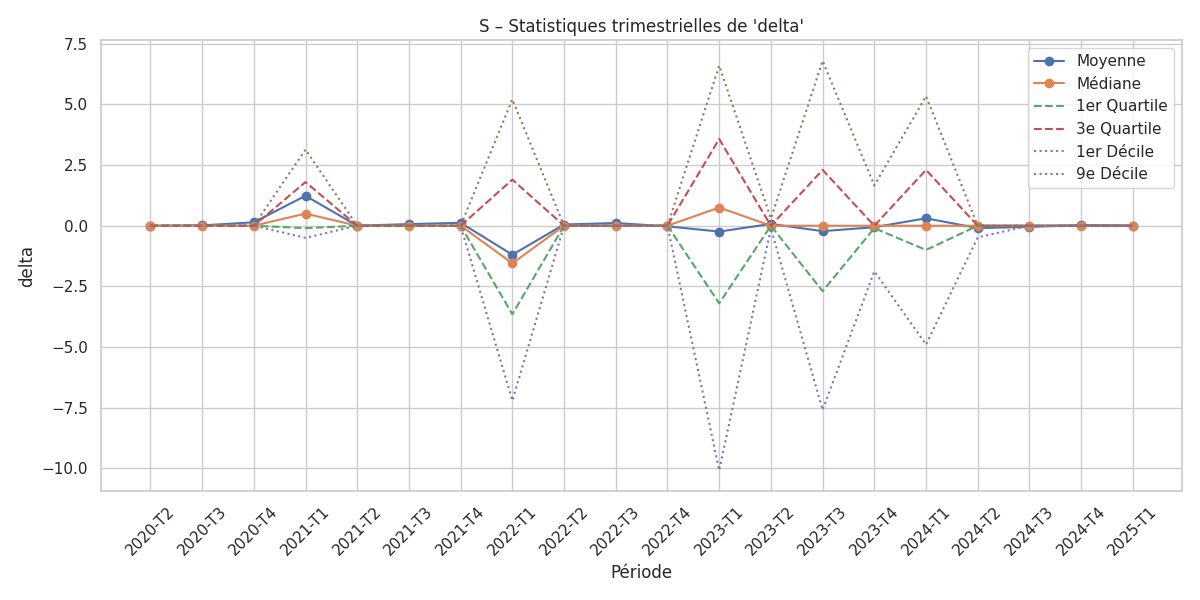 S – Statistiques trimestrielles de 'delta'
7.5
5.0
2.5
0.0
−2.5
−5.0
−7.5
−10.0
delta
Moyenne
Médiane
1er Quartile
3e Quartile
1er Décile
9e Décile
2020-T2
2020-T3
2020-T4
2021-T1
2021-T2
2021-T3
2021-T4
2022-T1
2022-T2
2022-T3
2022-T4
2023-T1
2023-T2
2023-T3
2023-T4
2024-T1
2024-T2
2024-T3
2024-T4
2025-T1
Période